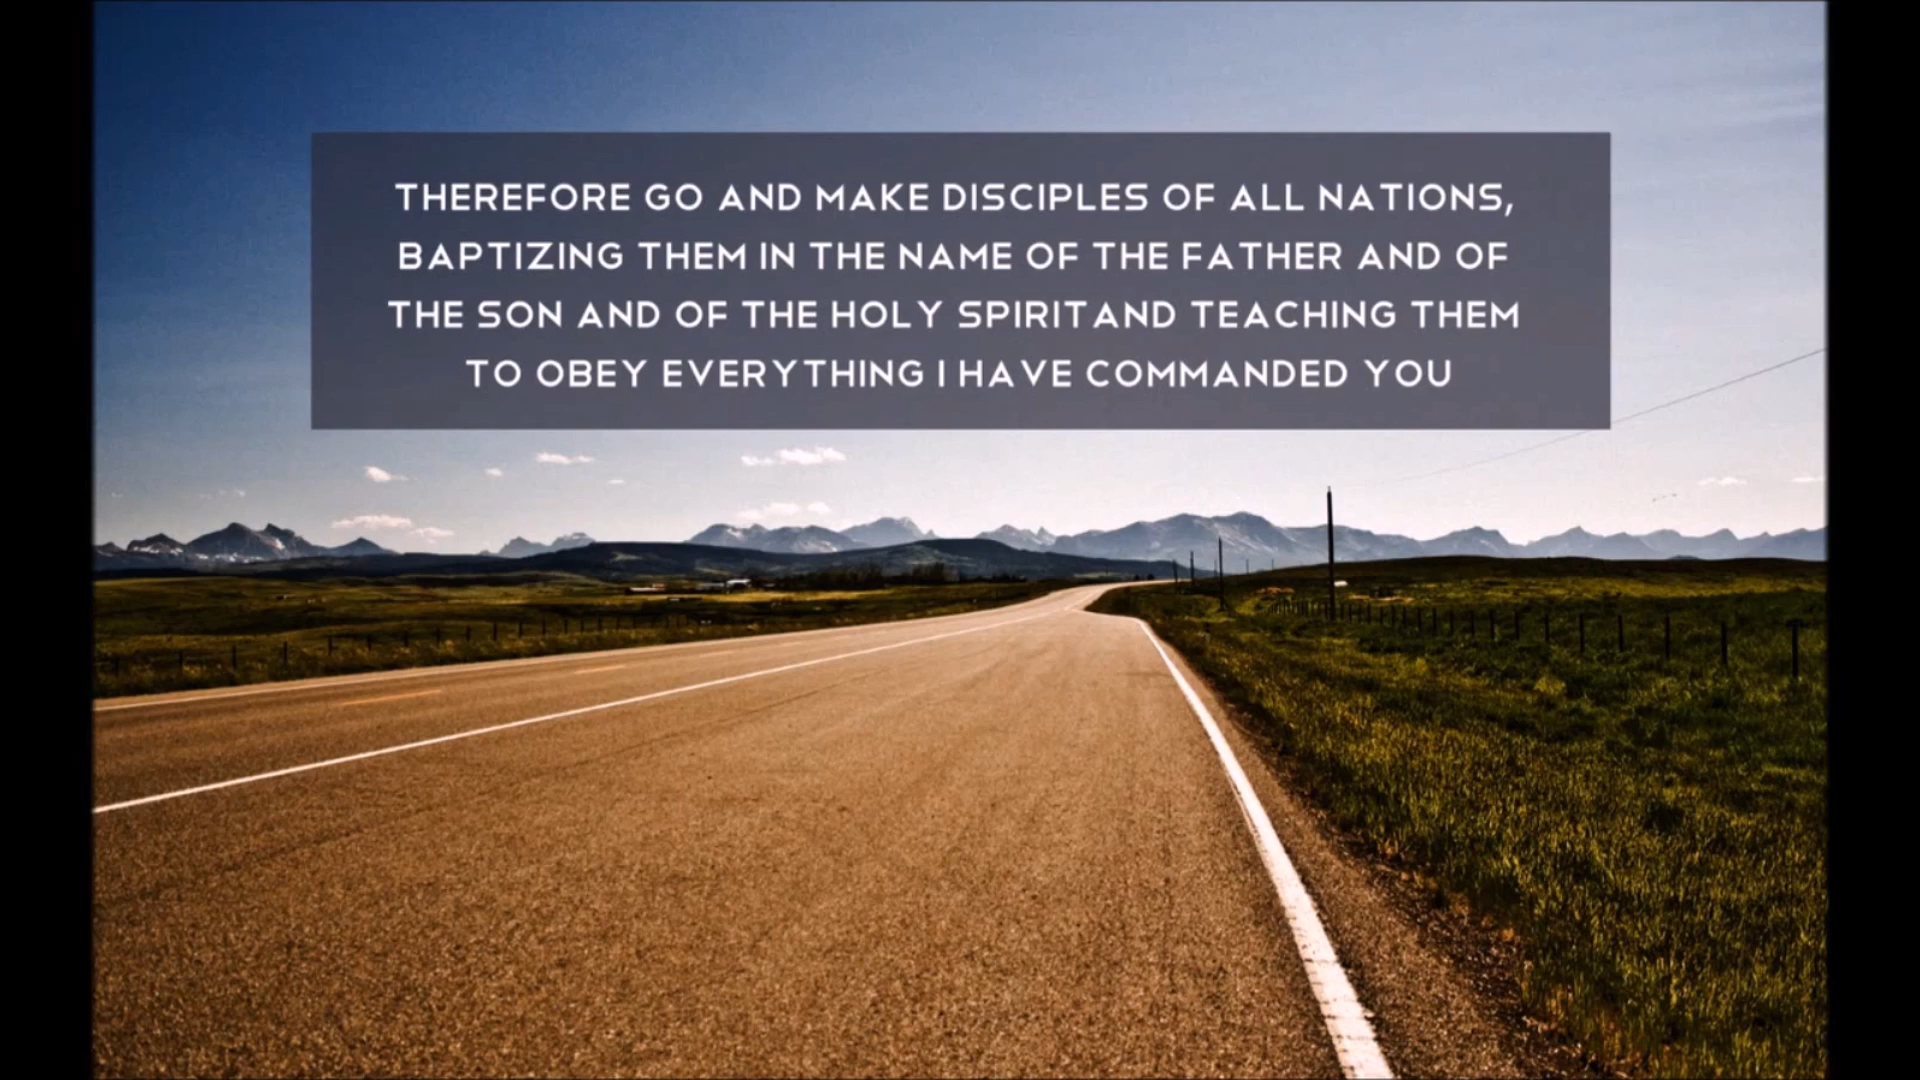 THEREFORE GO AND MAKE DISCIPLES OF ALL NATIONS,
BAPTIZING THEM IN THE NAME OF THE FATHER AND OF
THE SON AND OF THE HOLY SPIRITAND TEACHING THEM
TO OBEY EVERYTHING I HAVE COMMANDED YOU